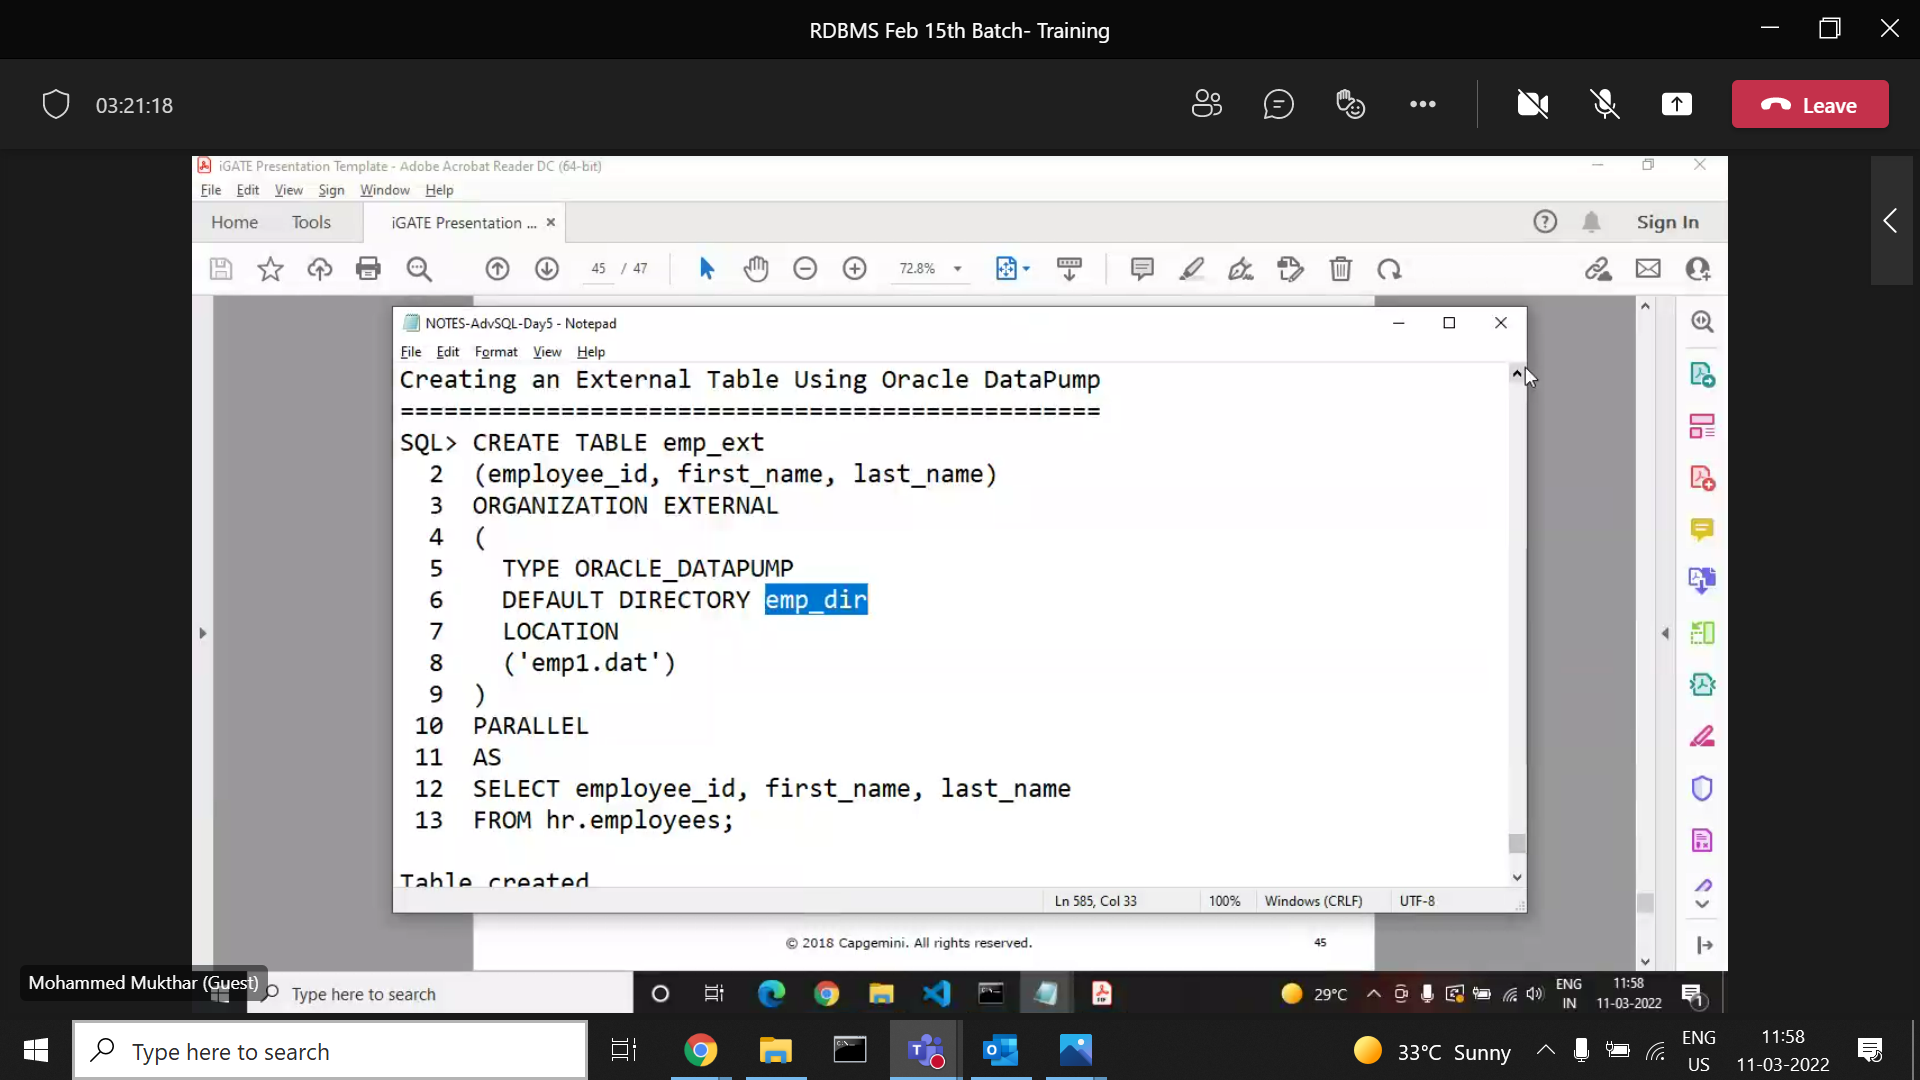 RDBMS Feb 15th Batch- Training
03:21:18
Leave
iGATE Presentation Template - Adobe Acrobat Reader DC (64-bit)
File Edit View Sign Window Help
Home Tools iGATE Presentation ... ×
Sign In
45 / 47
72.8%
NOTES-AdvSQL-Day5 - Notepad
File Edit Format View Help
Creating an External Table Using Oracle DataPump
================================================
SQL> CREATE TABLE emp_ext
2 (employee_id, first_name, last_name)
3 ORGANIZATION EXTERNAL
4 (
5 TYPE ORACLE_DATAPUMP
6 DEFAULT DIRECTORY emp_dir
7 LOCATION
8 ('emp1.dat')
9 )
10 PARALLEL
11 AS
12 SELECT employee_id, first_name, last_name
13 FROM hr.employees;
Table created
Ln 585, Col 33 100% Windows (CRLF) UTF-8
© 2018 Capgemini. All rights reserved. 45
Mohammed Mukthar (Guest)
Type here to search
29°C
ENG
IN
11:58
11-03-2022
1
Type here to search
33°C Sunny
ENG
US
11:58
11-03-2022